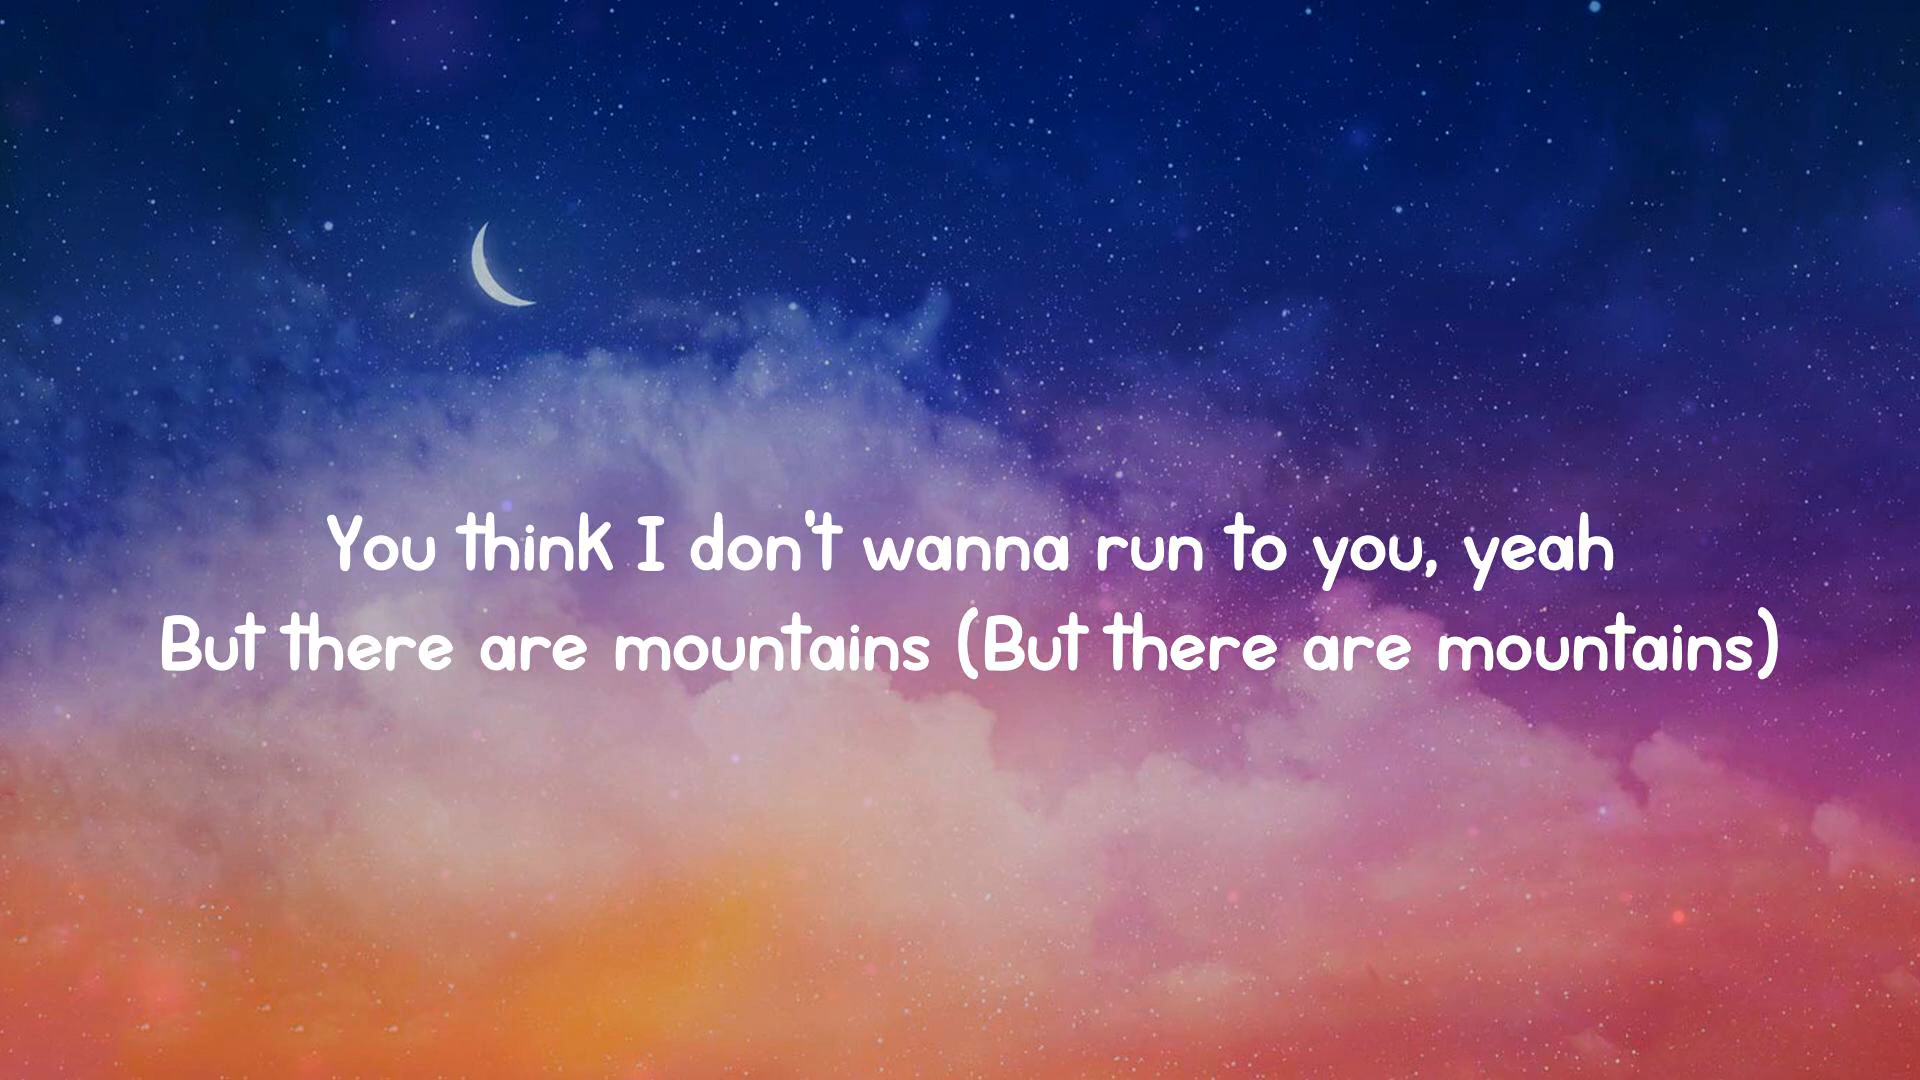 You think I don't wanna run to you, yeah
But there are mountains (But there are mountains)